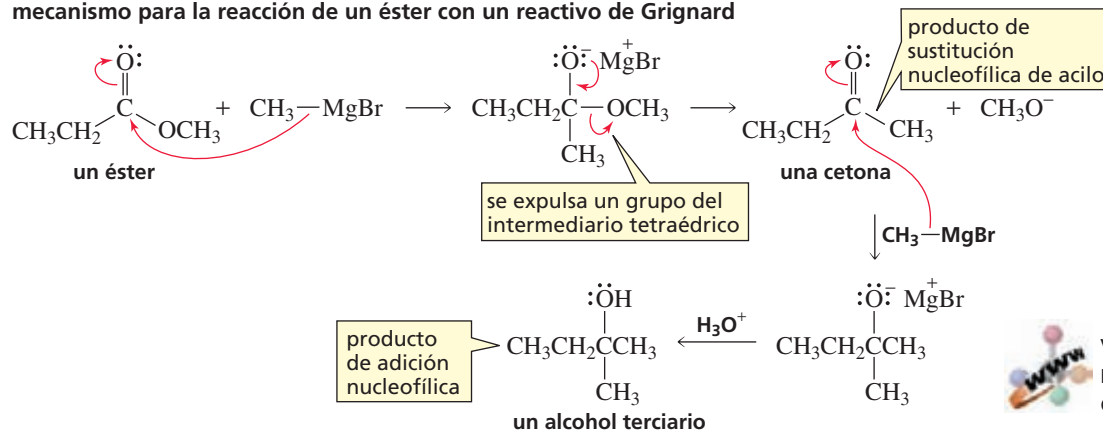 mecanismo para la reacción de un éster con un reactivo de Grignard
:Ö:
C
CH₃CH₂
OCH₃
un éster
+
CH₃—MgBr
:Ö:⁻ M⁺gBr
CH₃CH₂C—OCH₃
CH₃
se expulsa un grupo del
intermediario tetraédrico
:Ö:
C
CH₃CH₂
CH₃
una cetona
producto de
sustitución
nucleofílica de acilo
+ CH₃O⁻
CH₃—MgBr
:Ö:⁻ M⁺gBr
CH₃CH₂CCH₃
CH₃
H₃O⁺
:ÖH
CH₃CH₂CCH₃
CH₃
un alcohol terciario
producto
de adición
nucleofílica
www